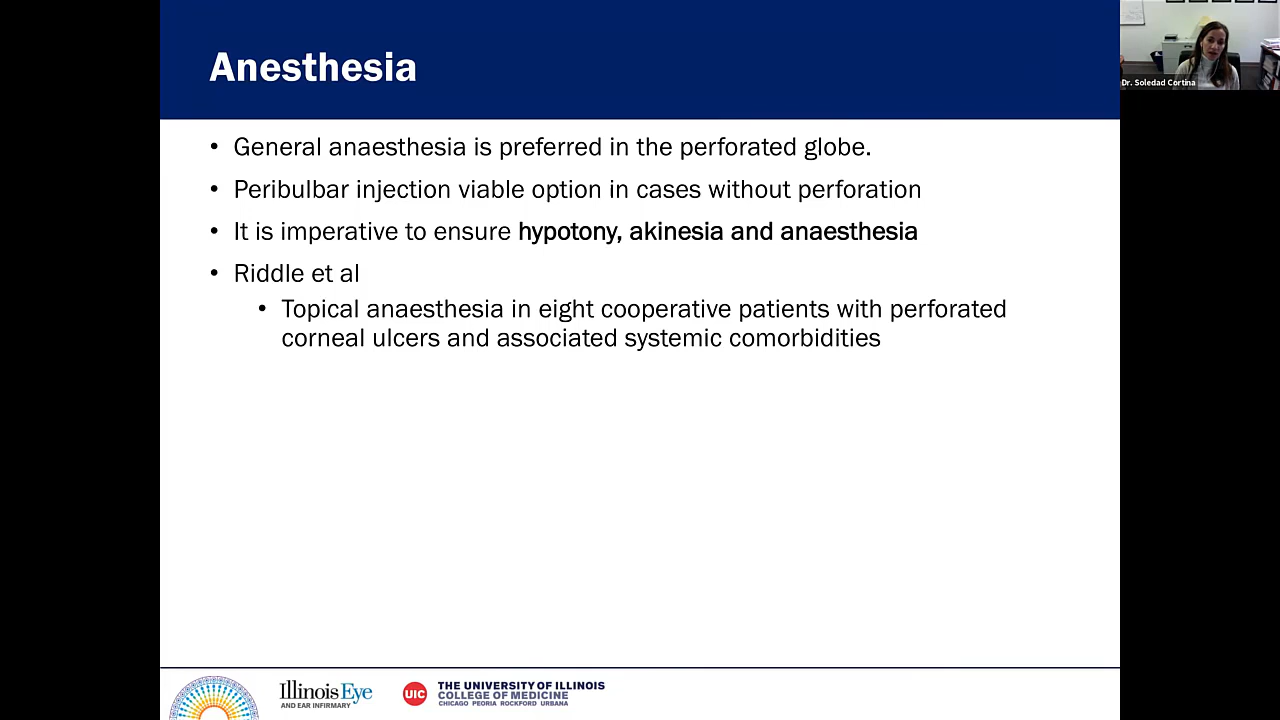 Anesthesia
Dr. Soledad Cortina
• General anaesthesia is preferred in the perforated globe.
• Peribulbar injection viable option in cases without perforation
• It is imperative to ensure hypotony, akinesia and anaesthesia
• Riddle et al
• Topical anaesthesia in eight cooperative patients with perforated
corneal ulcers and associated systemic comorbidities
Illinois Eye
AND EAR INFIRMARY
UIC
THE UNIVERSITY OF ILLINOIS
COLLEGE OF MEDICINE
CHICAGO PEORIA ROCKFORD URBANA